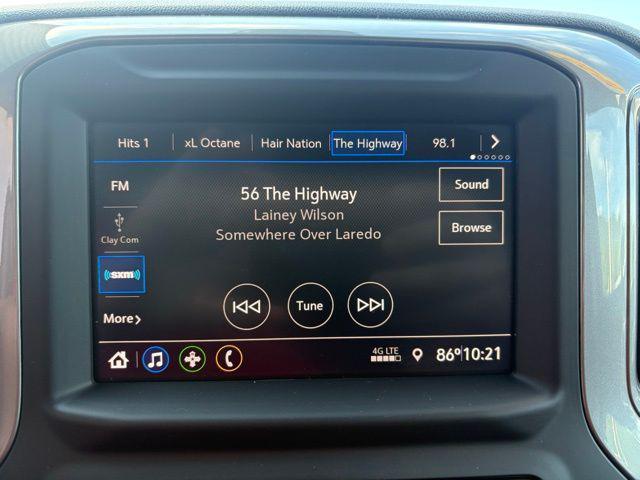 Hits 1 xL Octane Hair Nation The Highway 98.1
FM
56 The Highway
Sound
Lainey Wilson
Clay Com
Somewhere Over Laredo
Browse
((sxm))
More
Tune
4G LTE
86° 10:21